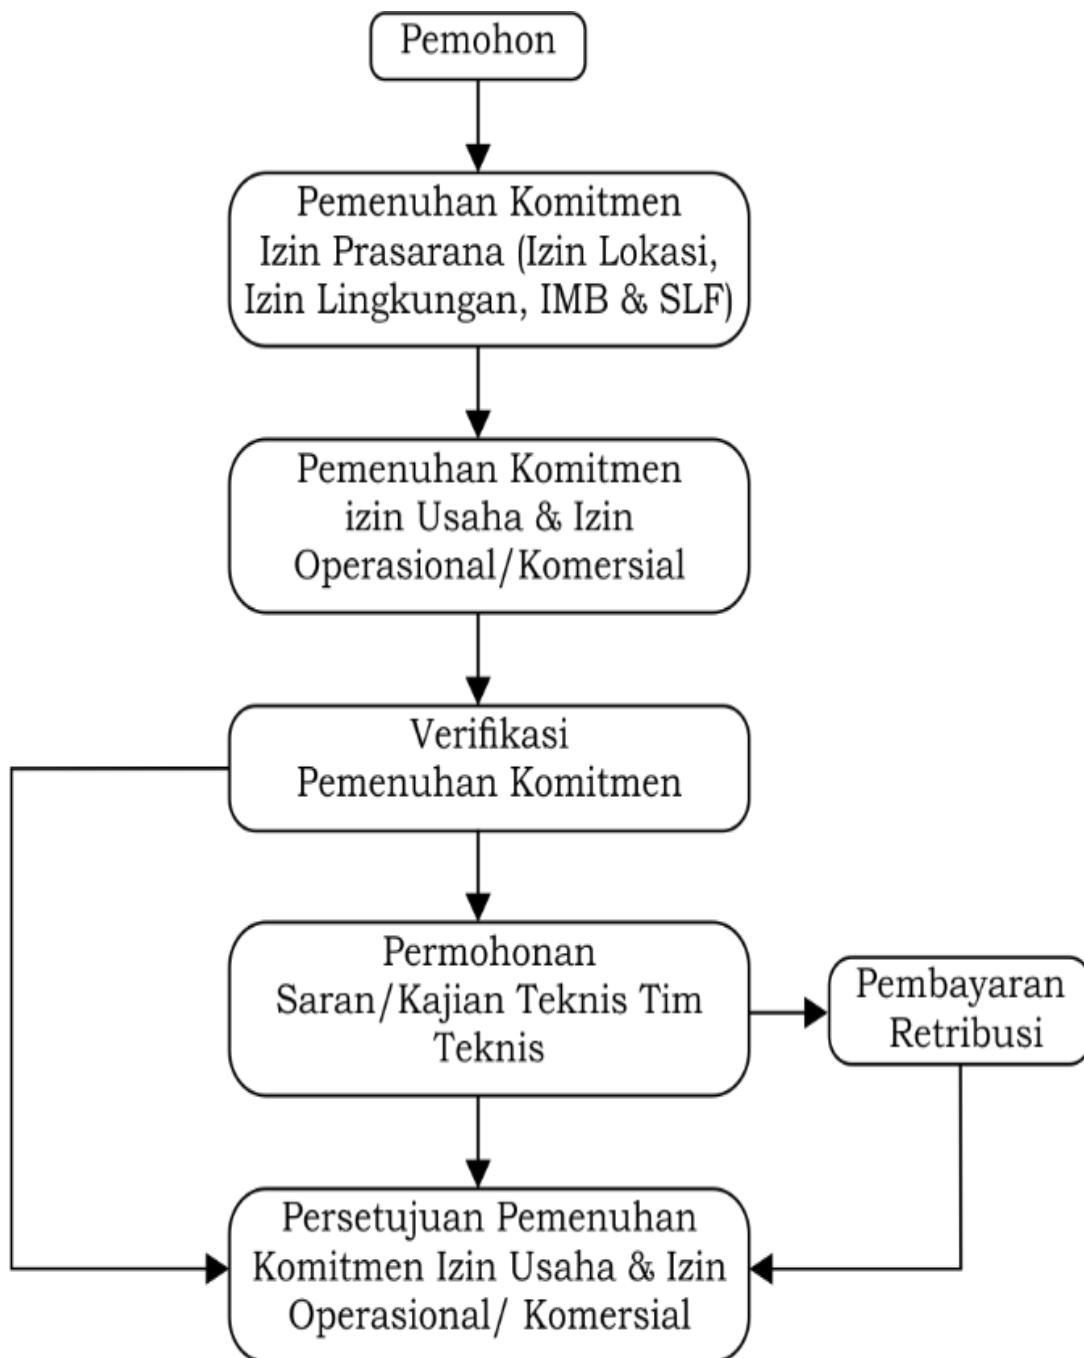 Pemohon
Pemenuhan Komitmen
Izin Prasarana (Izin Lokasi,
Izin Lingkungan, IMB & SLF)
Pemenuhan Komitmen
izin Usaha & Izin
Operasional/Komersial
Verifikasi
Pemenuhan Komitmen
Permohonan
Saran/Kajian Teknis Tim
Teknis
Pembayaran
Retribusi
Persetujuan Pemenuhan
Komitmen Izin Usaha & Izin
Operasional/ Komersial